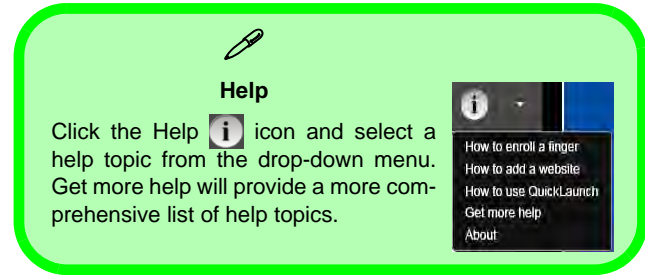 Help
Click the Help i icon and select a
help topic from the drop-down menu.
Get more help will provide a more com-
prehensive list of help topics.
i
How to enroll a finger
How to add a website
How to use QuickLaunch
Get more help
About